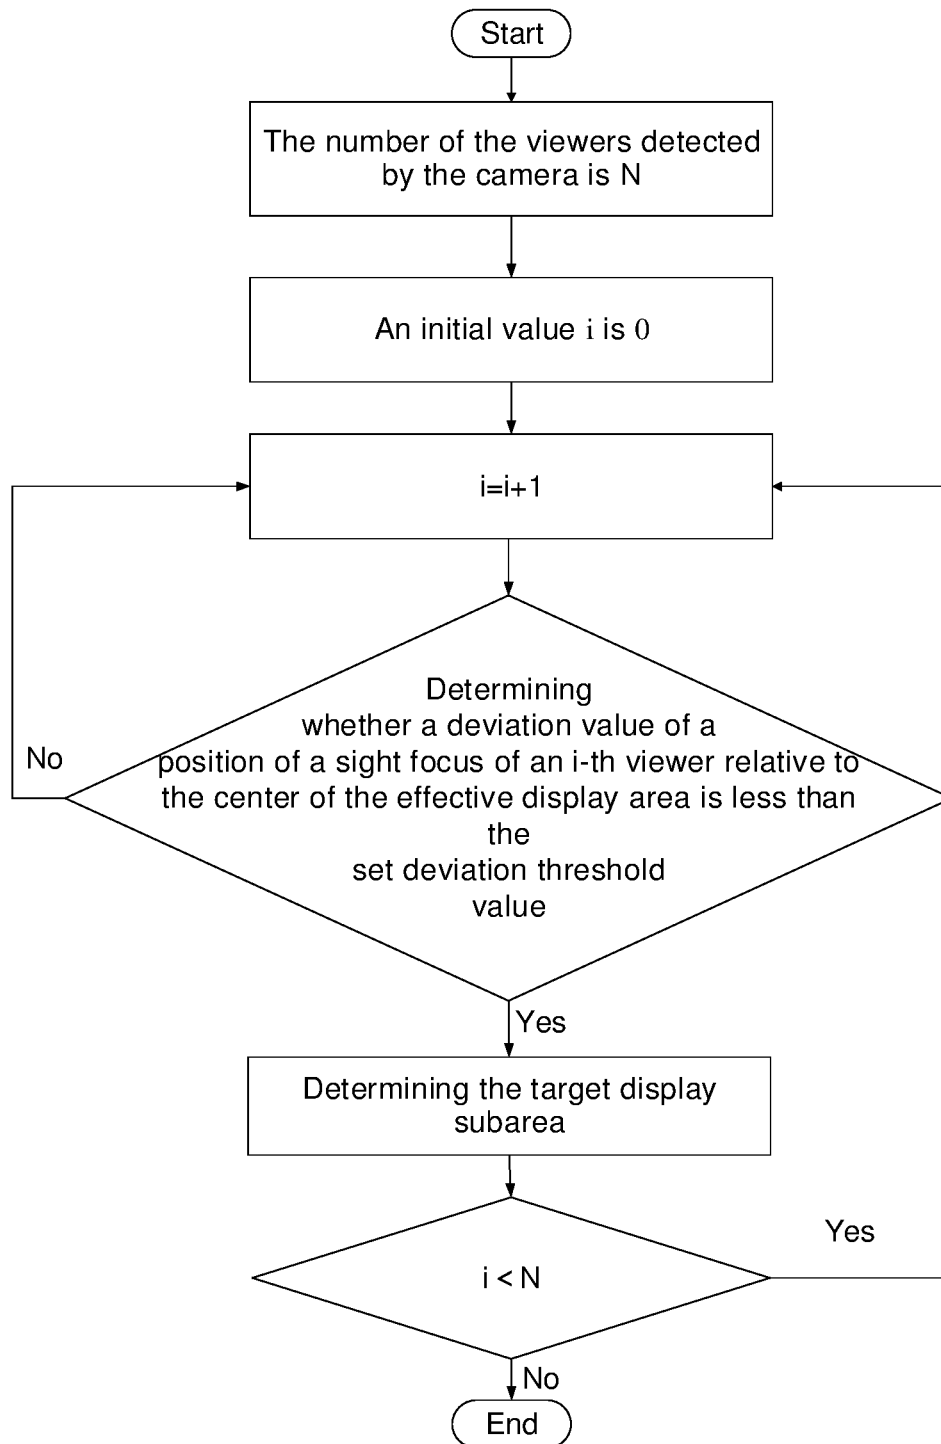 Start
The number of the viewers detected
by the camera is N
An initial value i is 0
i=i+1
Determining
whether a deviation value of a
position of a sight focus of an i-th viewer relative to
the center of the effective display area is less than
the
set deviation threshold
value
No
Yes
Determining the target display
subarea
i < N
Yes
No
End